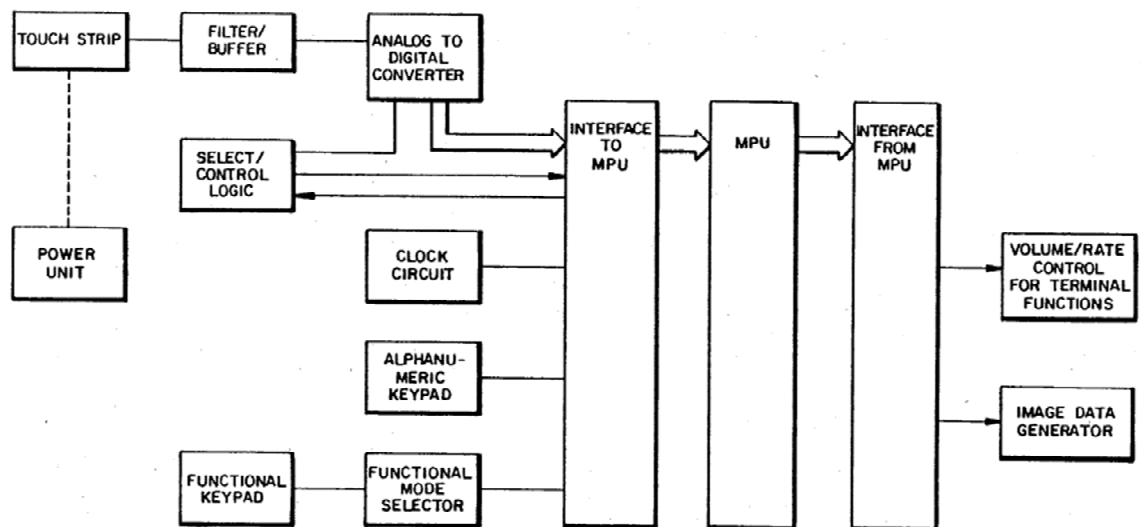 TOUCH STRIP
FILTER/
BUFFER
ANALOG TO
DIGITAL
CONVERTER
INTERFACE
TO
MPU
MPU
INTERFACE
FROM
MPU
SELECT/
CONTROL
LOGIC
POWER
UNIT
CLOCK
CIRCUIT
VOLUME/RATE
CONTROL
FOR TERMINAL
FUNCTIONS
ALPHANU-
MERIC
KEYPAD
IMAGE DATA
GENERATOR
FUNCTIONAL
KEYPAD
FUNCTIONAL
MODE
SELECTOR